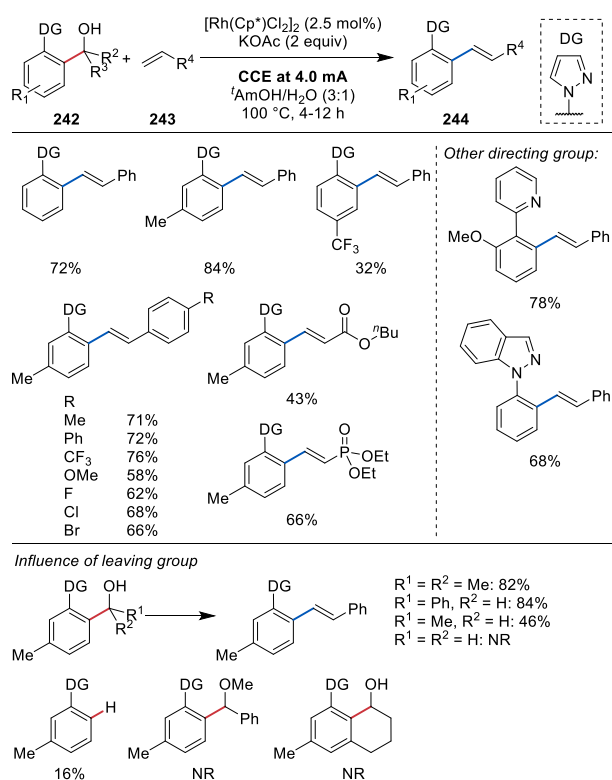 DG OH R2 R3 R1 242
+
R4 243
[Rh(Cp*)Cl2]2 (2.5 mol%)
KOAc (2 equiv)
CCE at 4.0 mA
tAmOH/H2O (3:1)
100 °C, 4-12 h
DG R4 R1 244
DG N N
DG Ph
72%
DG Ph Me
84%
DG Ph CF3
32%
Other directing group:
N MeO Ph
78%
N N Ph
68%
DG R Me
R
Me 71%
Ph 72%
CF3 76%
OMe 58%
F 62%
Cl 68%
Br 66%
DG O O nBu Me
43%
DG O P OEt OEt Me
66%
Influence of leaving group
DG OH R1 R2 Me
DG Ph Me
R1 = R2 = Me: 82%
R1 = Ph, R2 = H: 84%
R1 = Me, R2 = H: 46%
R1 = R2 = H: NR
DG H Me
16%
DG OMe Ph Me
NR
DG OH Me
NR